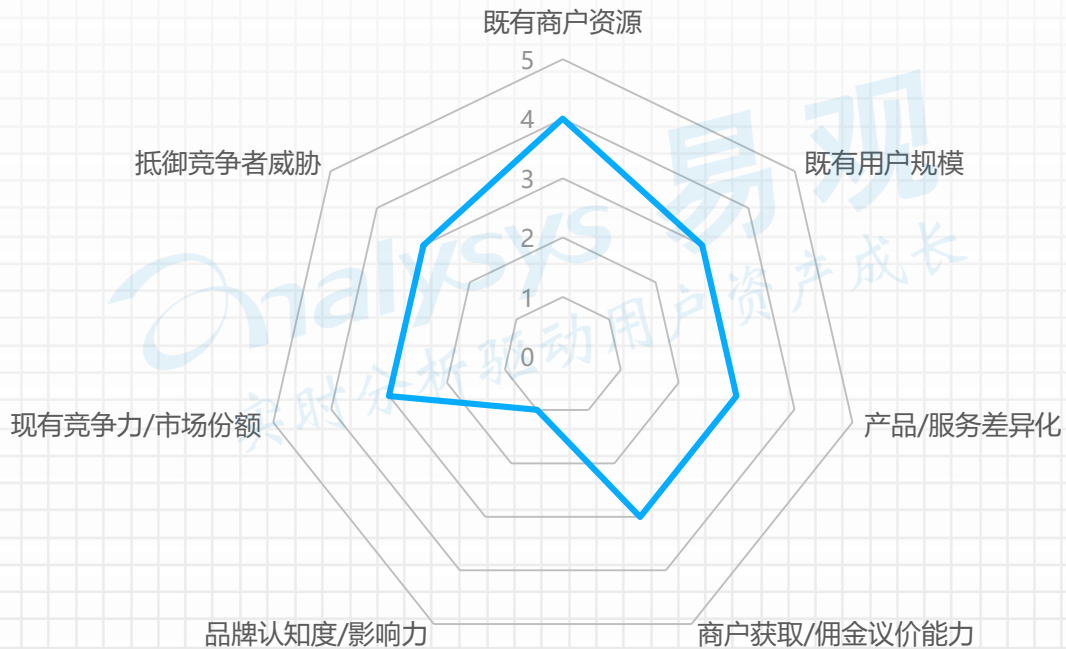 既有商户资源
5
4
抵御竞争者威胁
既有用户规模
3
2
1
0
analysys 易观
实时分析驱动用户资产成长
现有竞争力/市场份额
产品/服务差异化
品牌认知度/影响力
商户获取/佣金议价能力